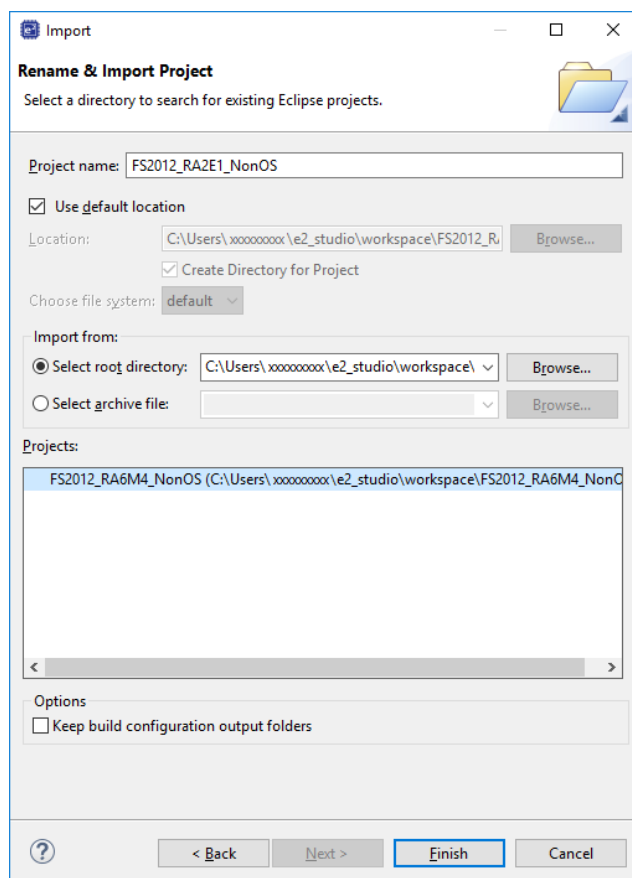 e²
Import
Rename & Import Project
Select a directory to search for existing Eclipse projects.
Project name: FS2012_RA2E1_NonOS
Use default location
Location: C:\Users\xxxxxxxxx\e2_studio\workspace\FS2012_R Browse...
Create Directory for Project
Choose file system: default
Import from:
Select root directory: C:\Users\xxxxxxxxx\e2_studio\workspace\ Browse...
Select archive file: Browse...
Projects:
FS2012_RA6M4_NonOS (C:\Users\xxxxxxxxx\e2_studio\workspace\FS2012_RA6M4_NonO
Options
Keep build configuration output folders
? < Back Next > Finish Cancel